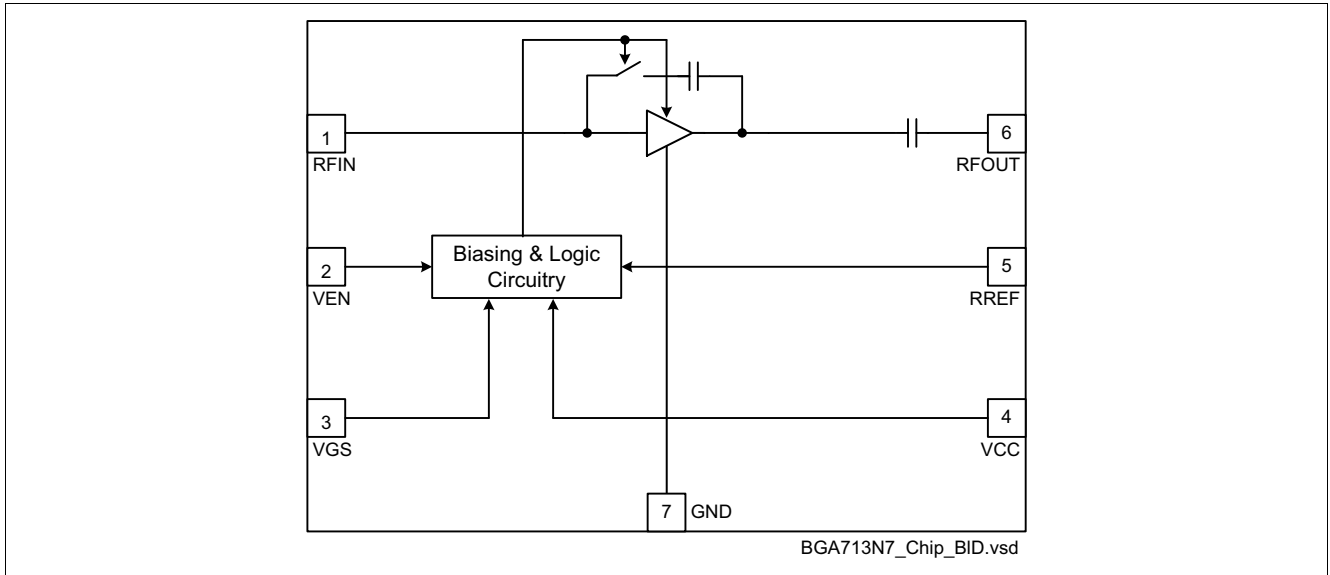 1
RFIN
6
RFOUT
Biasing & Logic
Circuitry
2
VEN
5
RREF
3
VGS
4
VCC
7
GND
BGA713N7_Chip_BID.vsd